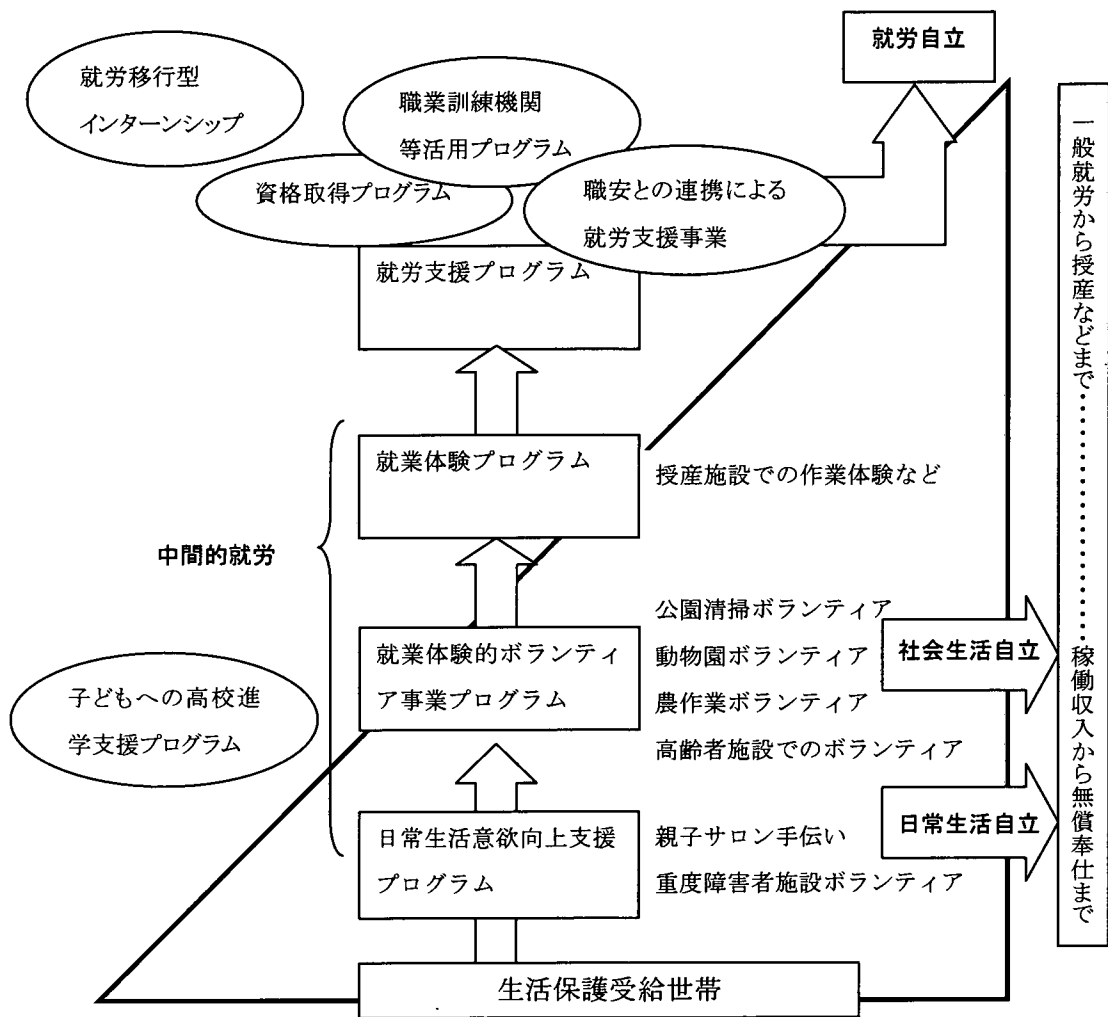 就労自立
就労移行型
インターンシップ
職業訓練機関
等活用プログラム
資格取得プログラム
職安との連携による
就労支援事業
就労支援プログラム
就業体験プログラム
授産施設での作業体験など
中間的就労
就業体験的ボランティ
ア事業プログラム
公園清掃ボランティア
動物園ボランティア
農作業ボランティア
高齢者施設でのボランティア
社会生活自立
子どもへの高校進
学支援プログラム
日常生活意欲向上支援
プログラム
親子サロン手伝い
重度障害者施設ボランティア
日常生活自立
生活保護受給世帯
一般就労から授産などまで・・・・・・・・・・・・・・・・・・稼働収入から無償奉仕まで